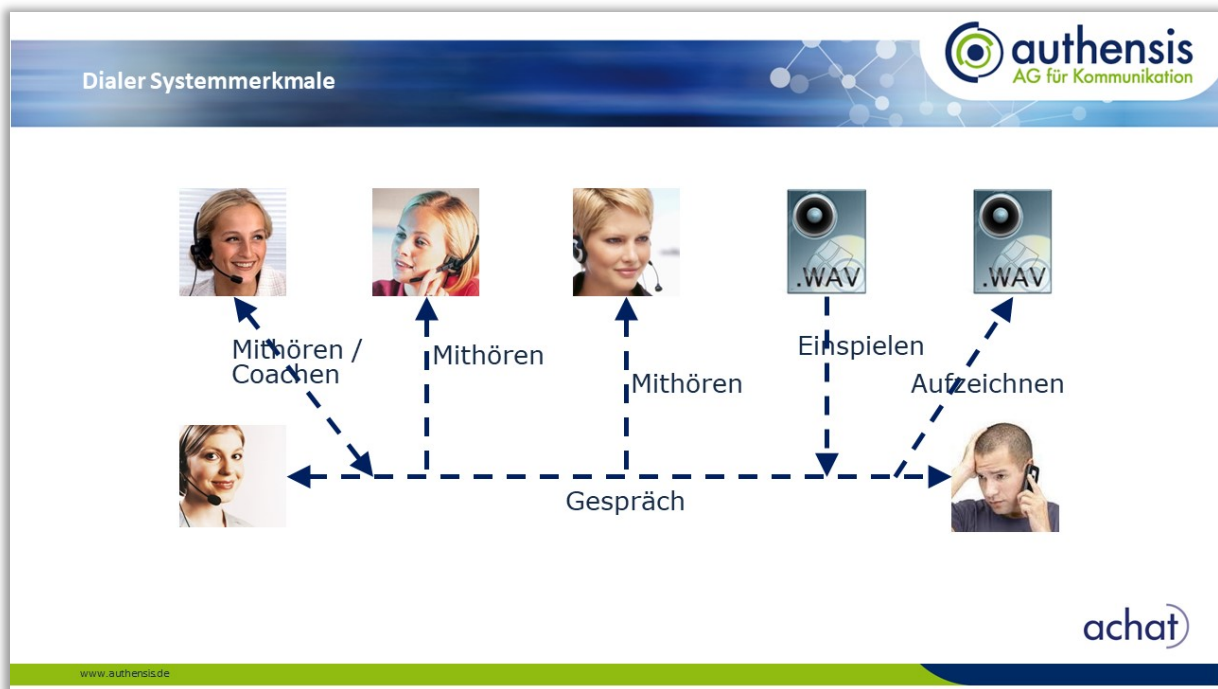 authensis
AG für Kommunikation
Dialer Systemmerkmale
.WAV
.WAV
Mithören /
Coachen
Mithören
Mithören
Einspielen
Aufzeichnen
Gespräch
achat
www.authensis.de